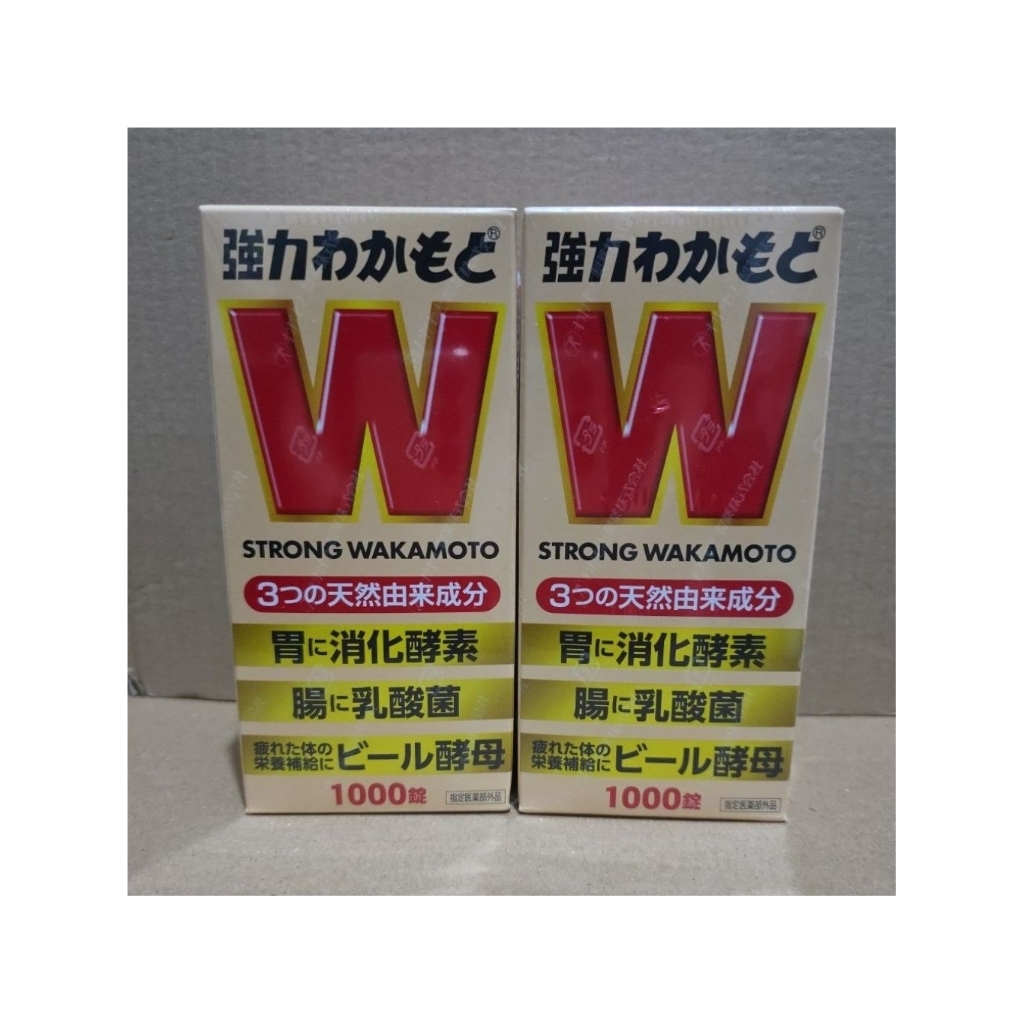 強力わかもと®
W
STRONG WAKAMOTO
3つの天然由来成分
胃に消化酵素
腸に乳酸菌
疲れた体の
栄養補給に ビール酵母
1000錠 指定医薬部外品
強力わかもと®
W
STRONG WAKAMOTO
3つの天然由来成分
胃に消化酵素
腸に乳酸菌
疲れた体の
栄養補給に ビール酵母
1000錠 指定医薬部外品